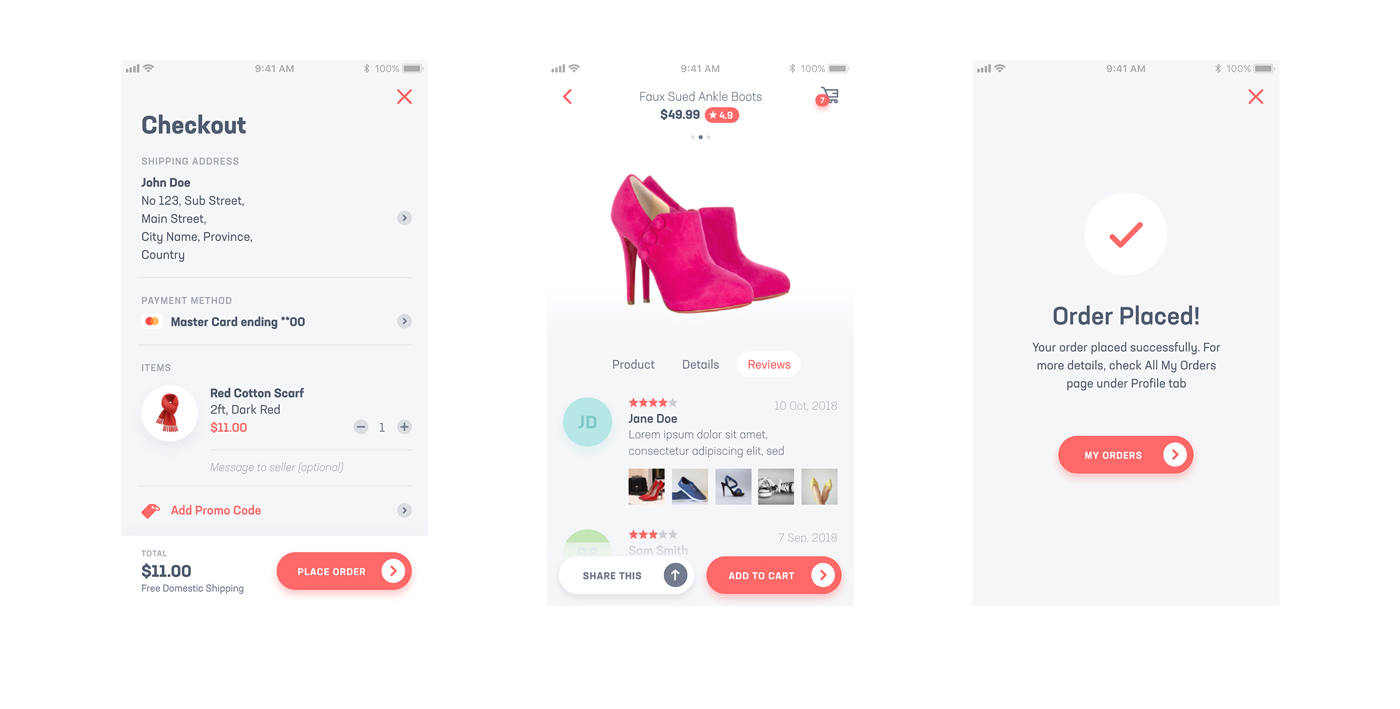 9:41 AM
100%
Checkout
SHIPPING ADDRESS
John Doe
No 123, Sub Street,
Main Street,
City Name, Province,
Country
PAYMENT METHOD
Master Card ending **00
ITEMS
Red Cotton Scarf
2ft, Dark Red
$11.00
1
Message to seller (optional)
Add Promo Code
TOTAL
$11.00
Free Domestic Shipping
PLACE ORDER
9:41 AM
100%
Faux Sued Ankle Boots
$49.99
4.9
7
Product
Details
Reviews
JD
10 Oct, 2018
Jane Doe
Lorem ipsum dolor sit amet,
consectetur adipiscing elit, sed
SS
7 Sep, 2018
Sam Smith
SHARE THIS
ADD TO CART
9:41 AM
100%
Order Placed!
Your order placed successfully. For
more details, check All My Orders
page under Profile tab
MY ORDERS